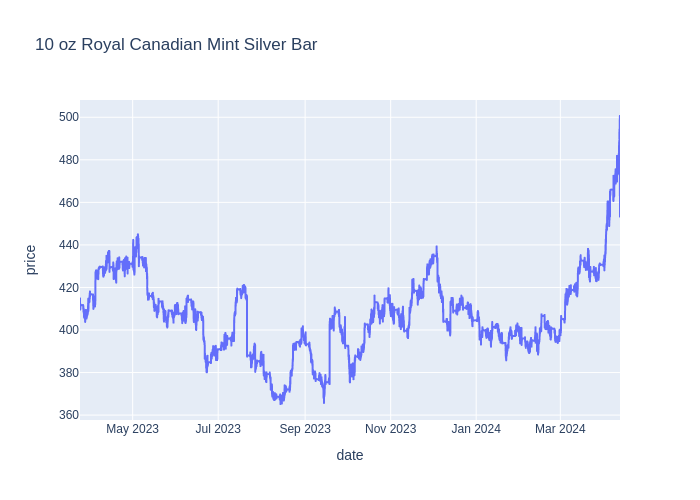 10 oz Royal Canadian Mint Silver Bar
500
480
460
440
420
400
380
360
price
May 2023
Jul 2023
Sep 2023
Nov 2023
Jan 2024
Mar 2024
date